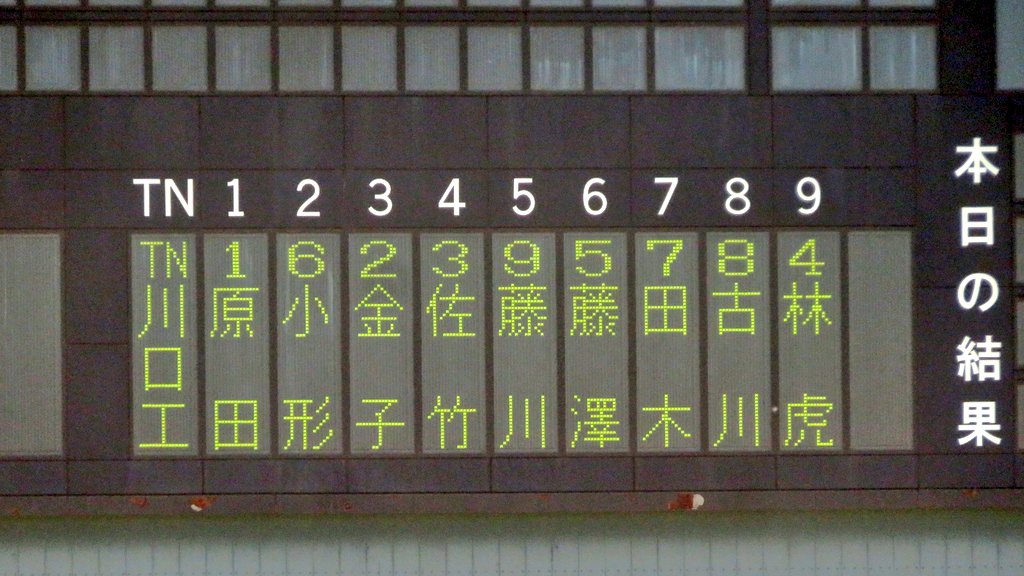 TN 1 2 3 4 5 6 7 8 9
TN 1 6 2 3 9 5 7 8 4
川口工
原田
小形
金子
佐竹
藤川
藤澤
田木
古川
林虎
本日の結果